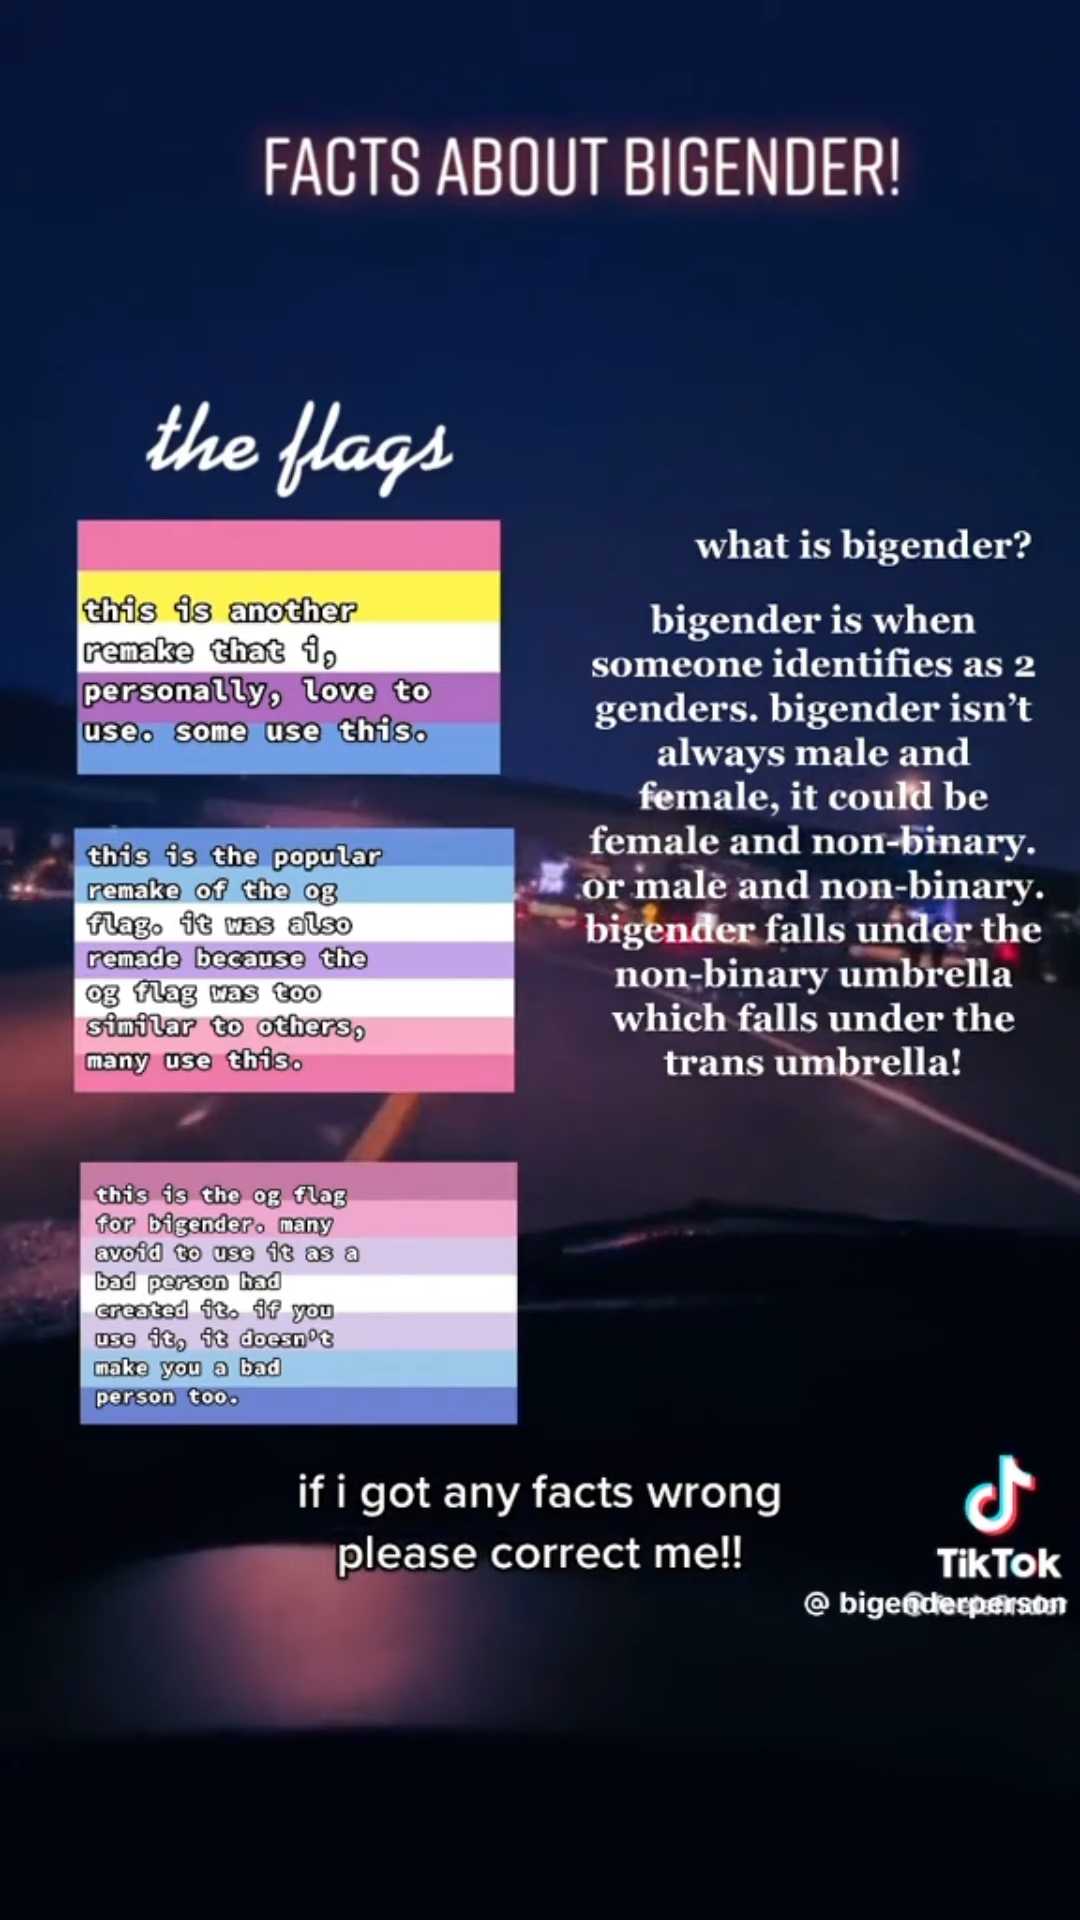 FACTS ABOUT BIGENDER!
the flags
this is another
remake that i,
personally, love to
use. some use this.
this is the popular
remake of the og
flag. it was also
remade because the
og flag was too
similar to others,
many use this.
this is the og flag
for bigender. many
avoid to use it as a
bad person had
created it. if you
use it, it doesn't
make you a bad
person too.
what is bigender?
bigender is when
someone identifies as 2
genders. bigender isn't
always male and
female, it could be
female and non-binary.
or male and non-binary.
bigender falls under the
non-binary umbrella
which falls under the
trans umbrella!
if i got any facts wrong
please correct me!!
TikTok
@ bigenderperson